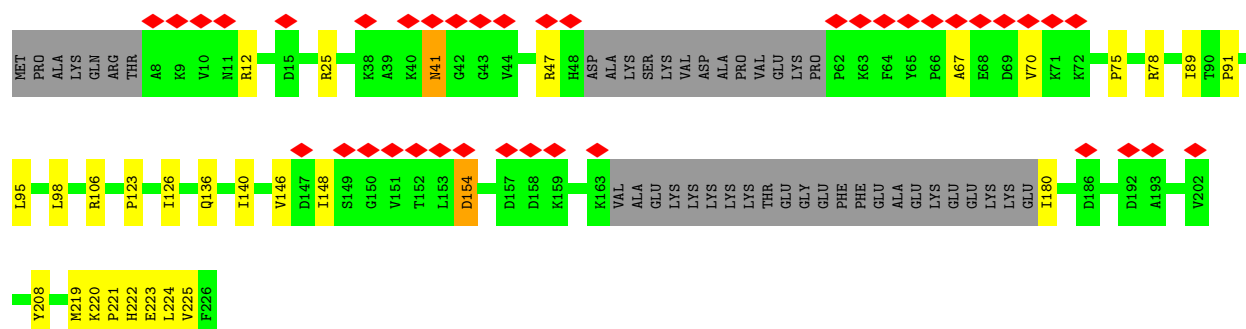 MET PRO ALA LYS GLN ARG THR A8 K9 V10 N11 R12 D15 R25 K38 A39 K40 N41 G42 G43 V44 R47 H48 ASP ALA LYS SER LYS VAL ASP ALA PRO VAL GLU LYS PRO P62 K63 F64 Y65 P66 A67 E68 D69 V70 K71 K72 P75 R78 I89 T90 P91
L95 L98 R106 P123 I126 Q136 I140 V146 D147 I148 S149 G150 V151 T152 L153 D154 D157 D158 K159 K163 VAL ALA GLU LYS LYS LYS LYS LYS THR GLU GLY GLU PHE PHE GLU ALA GLU LYS GLU GLU LYS LYS GLU I180 D186 D192 A193 V202
Y208 M219 K220 P221 H222 E223 L224 V225 F226